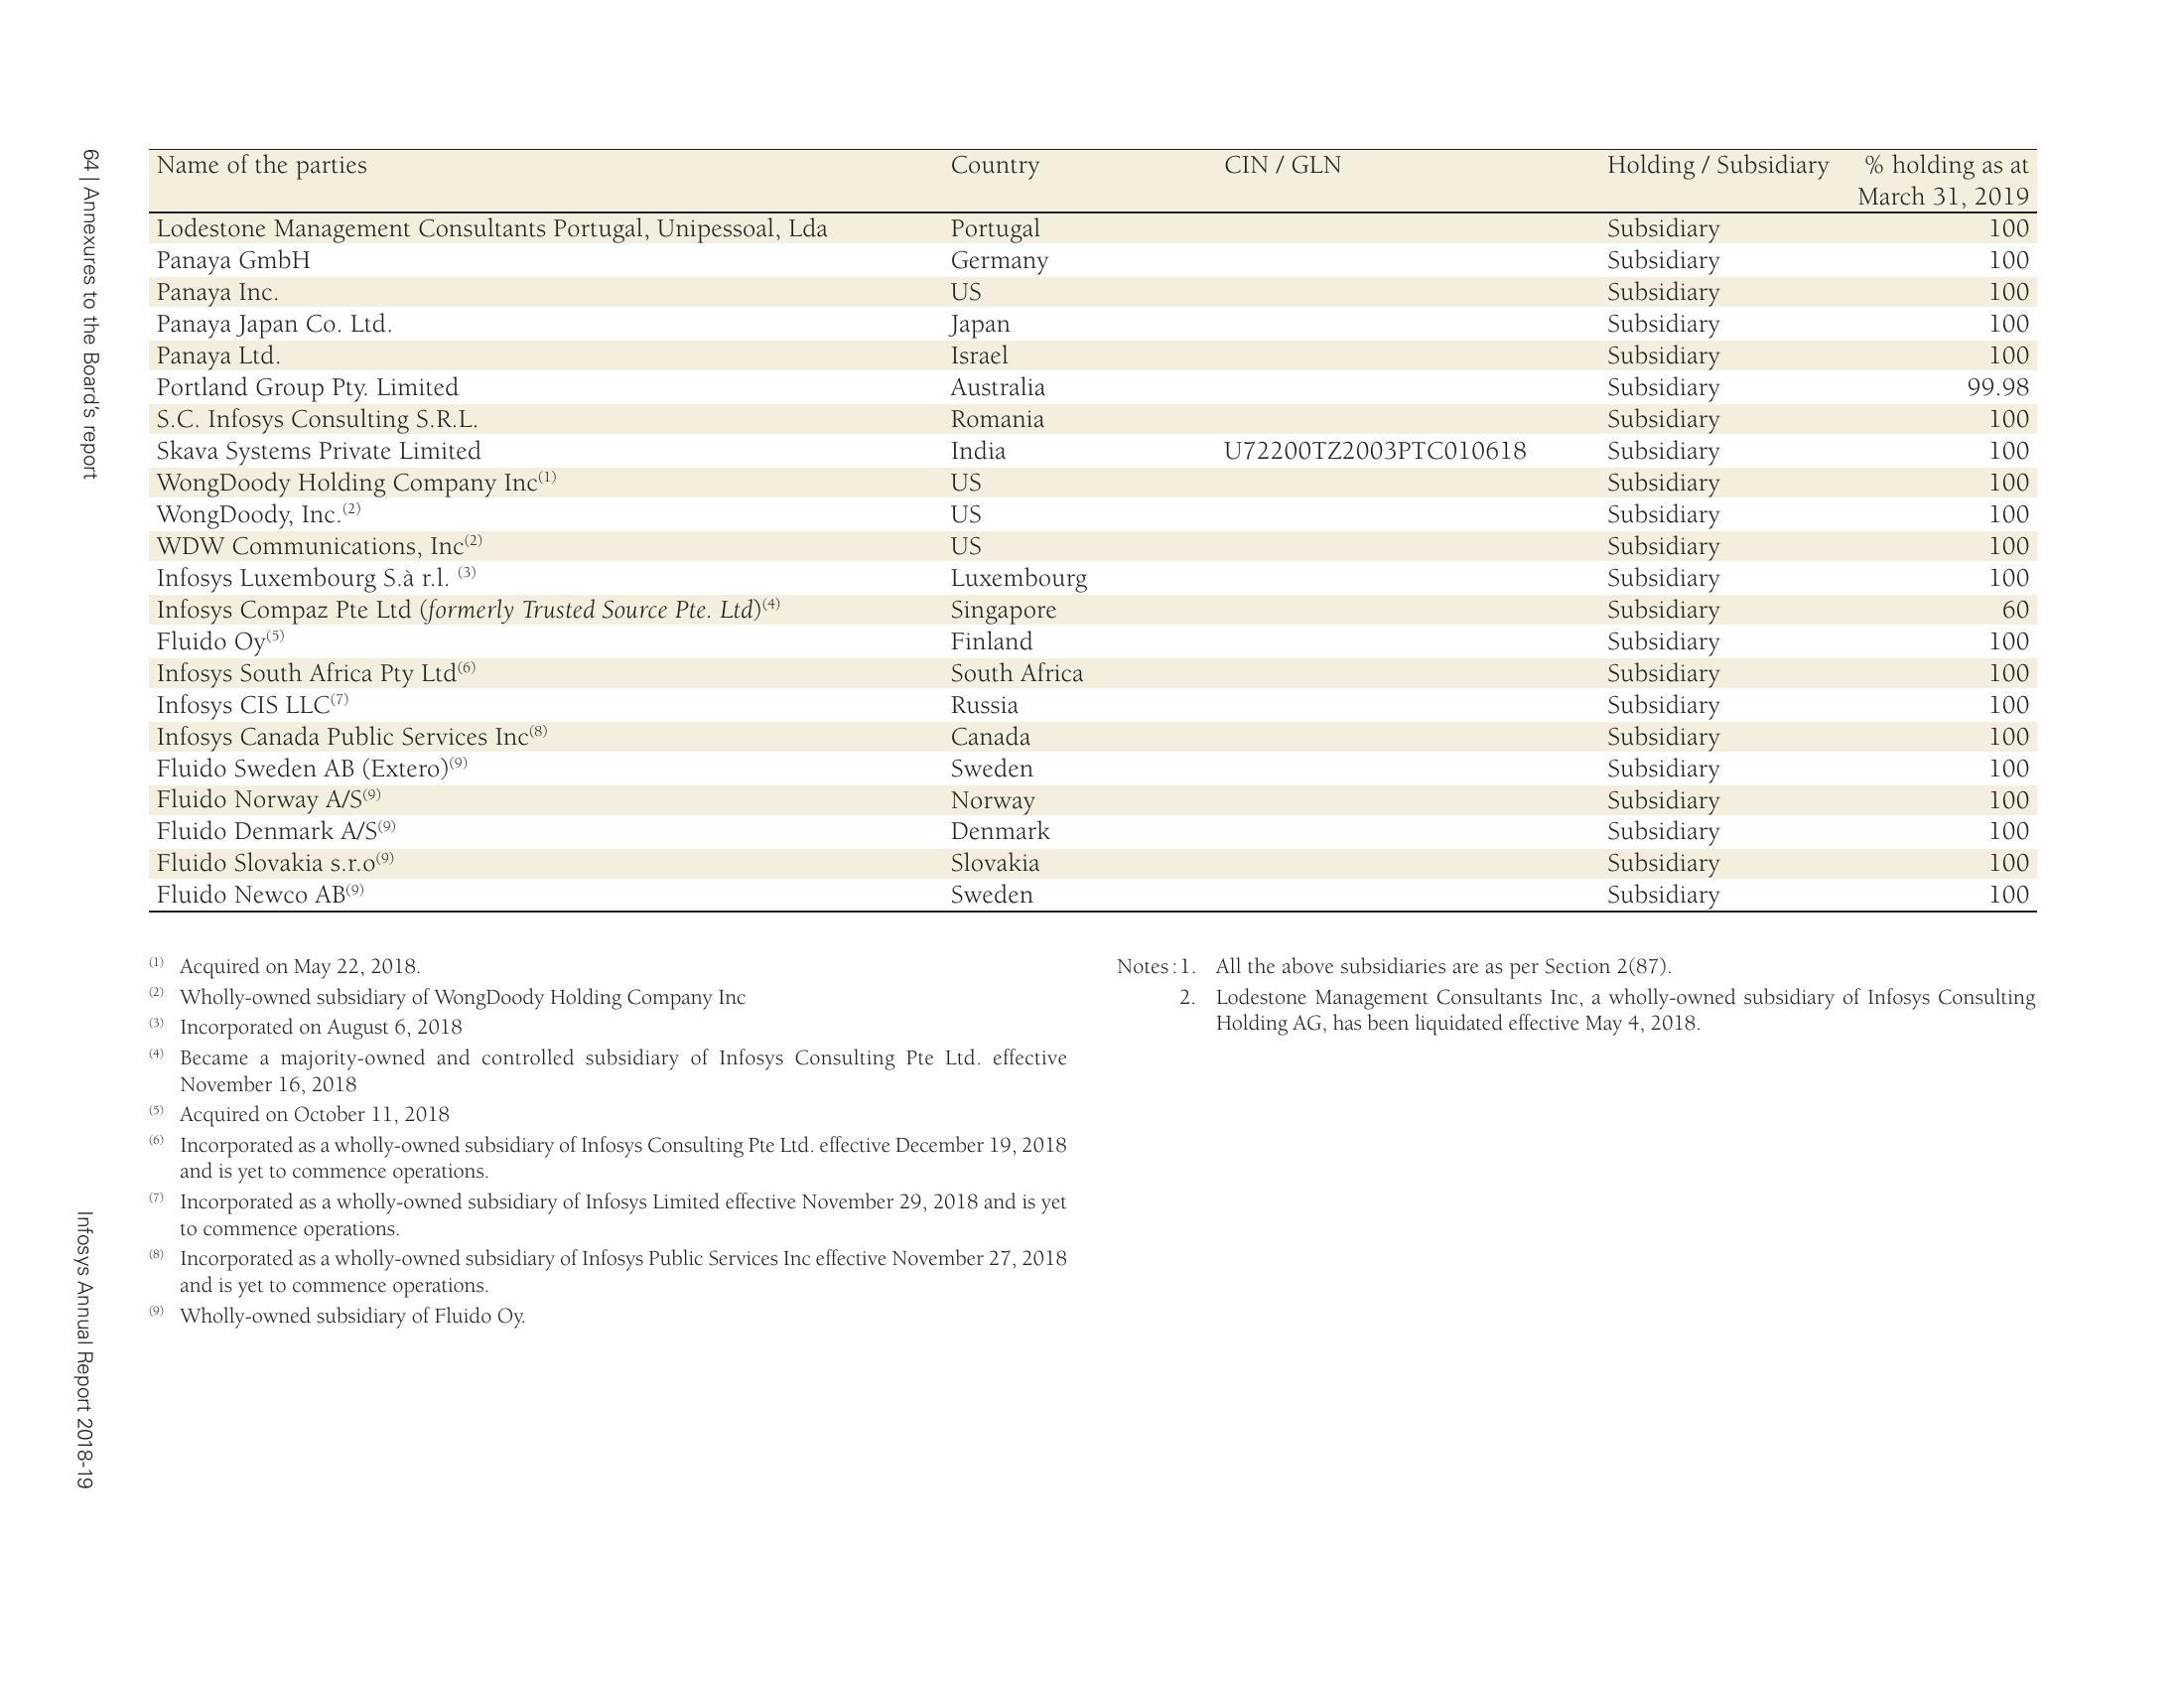 64 | Annexures to the Board's report
Name of the parties Country CIN / GLN Holding / Subsidiary % holding as at
March 31, 2019
Lodestone Management Consultants Portugal, Unipessoal, Lda Portugal Subsidiary 100
Panaya GmbH Germany Subsidiary 100
Panaya Inc. US Subsidiary 100
Panaya Japan Co. Ltd. Japan Subsidiary 100
Panaya Ltd. Israel Subsidiary 100
Portland Group Pty. Limited Australia Subsidiary 99.98
S.C. Infosys Consulting S.R.L. Romania Subsidiary 100
Skava Systems Private Limited India U72200TZ2003PTC010618 Subsidiary 100
WongDoody Holding Company Inc(1) US Subsidiary 100
WongDoody, Inc.(2) US Subsidiary 100
WDW Communications, Inc(2) US Subsidiary 100
Infosys Luxembourg S.à r.l. (3) Luxembourg Subsidiary 100
Infosys Compaz Pte Ltd (formerly Trusted Source Pte. Ltd)(4) Singapore Subsidiary 60
Fluido Oy(5) Finland Subsidiary 100
Infosys South Africa Pty Ltd(6) South Africa Subsidiary 100
Infosys CIS LLC(7) Russia Subsidiary 100
Infosys Canada Public Services Inc(8) Canada Subsidiary 100
Fluido Sweden AB (Extero)(9) Sweden Subsidiary 100
Fluido Norway A/S(9) Norway Subsidiary 100
Fluido Denmark A/S(9) Denmark Subsidiary 100
Fluido Slovakia s.r.o(9) Slovakia Subsidiary 100
Fluido Newco AB(9) Sweden Subsidiary 100
(1) Acquired on May 22, 2018.
(2) Wholly-owned subsidiary of WongDoody Holding Company Inc
(3) Incorporated on August 6, 2018
(4) Became a majority-owned and controlled subsidiary of Infosys Consulting Pte Ltd. effective
November 16, 2018
(5) Acquired on October 11, 2018
(6) Incorporated as a wholly-owned subsidiary of Infosys Consulting Pte Ltd. effective December 19, 2018
and is yet to commence operations.
(7) Incorporated as a wholly-owned subsidiary of Infosys Limited effective November 29, 2018 and is yet
to commence operations.
(8) Incorporated as a wholly-owned subsidiary of Infosys Public Services Inc effective November 27, 2018
and is yet to commence operations.
(9) Wholly-owned subsidiary of Fluido Oy.
Notes: 1. All the above subsidiaries are as per Section 2(87).
2. Lodestone Management Consultants Inc, a wholly-owned subsidiary of Infosys Consulting
Holding AG, has been liquidated effective May 4, 2018.
Infosys Annual Report 2018-19